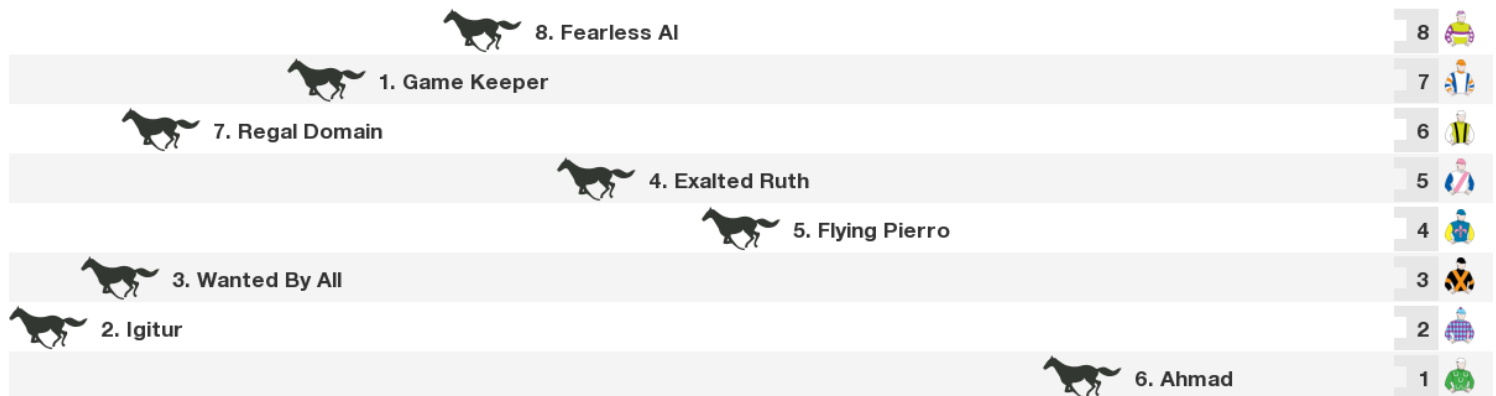 8. Fearless Al 8
1. Game Keeper 7
7. Regal Domain 6
4. Exalted Ruth 5
5. Flying Pierro 4
3. Wanted By All 3
2. Igitur 2
6. Ahmad 1